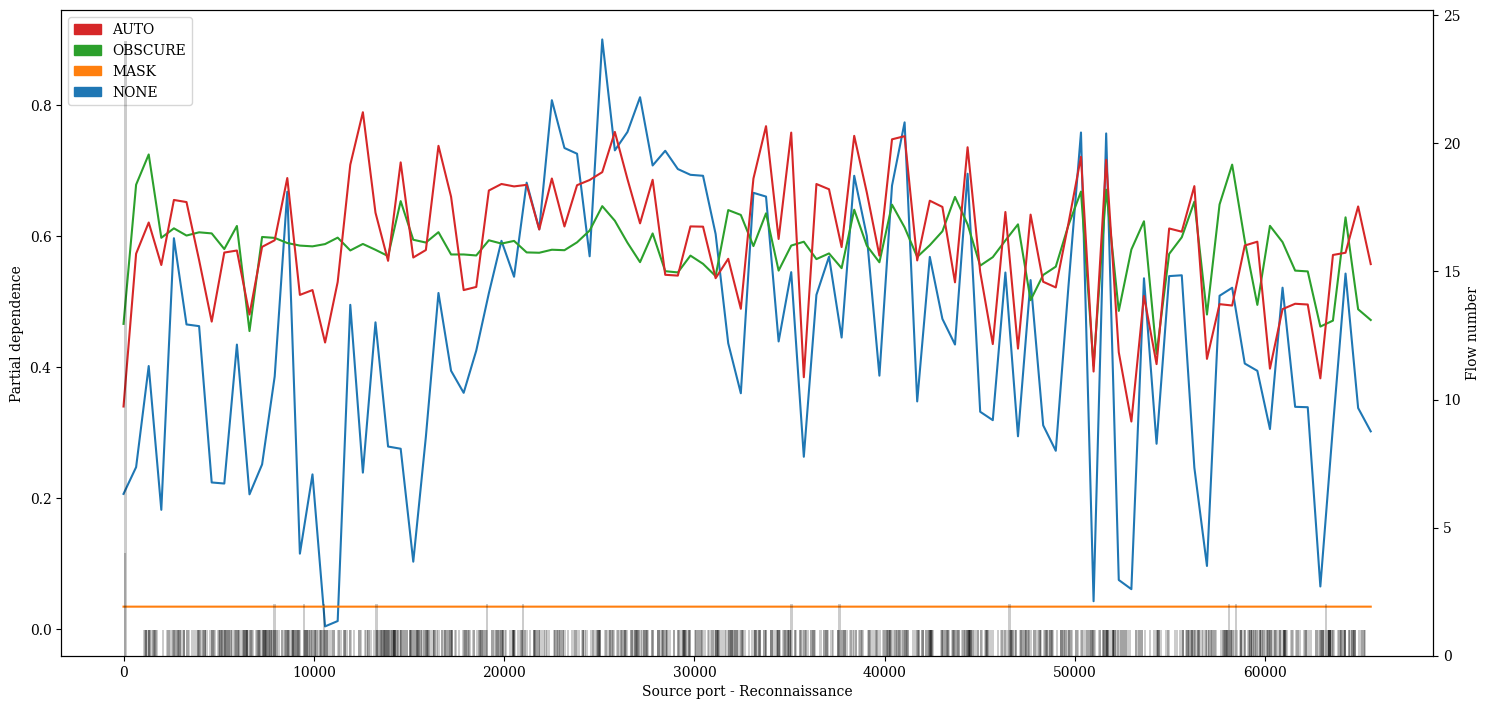 AUTO
OBSCURE
MASK
NONE
Partial dependence
0.8
0.6
0.4
0.2
0.0
25
20
15
10
5
0
Flow number
0 10000 20000 30000 40000 50000 60000
Source port - Reconnaissance